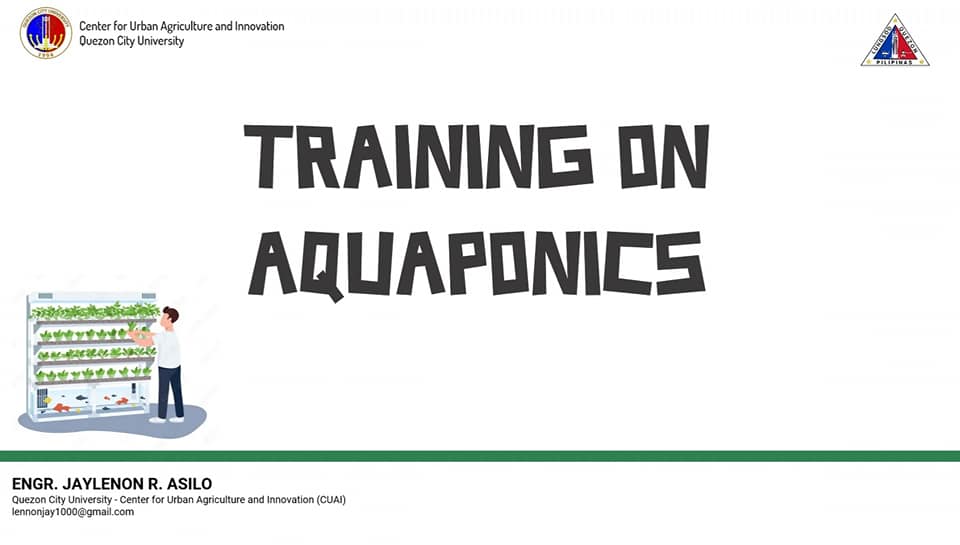 Center for Urban Agriculture and Innovation
Quezon City University
QUEZON CITY UNIVERSITY
1994
LUNGSOD QUEZON
PILIPINAS
TRAINING ON
AQUAPONICS
ENGR. JAYLENON R. ASILO
Quezon City University - Center for Urban Agriculture and Innovation (CUAI)
lennonjay1000@gmail.com